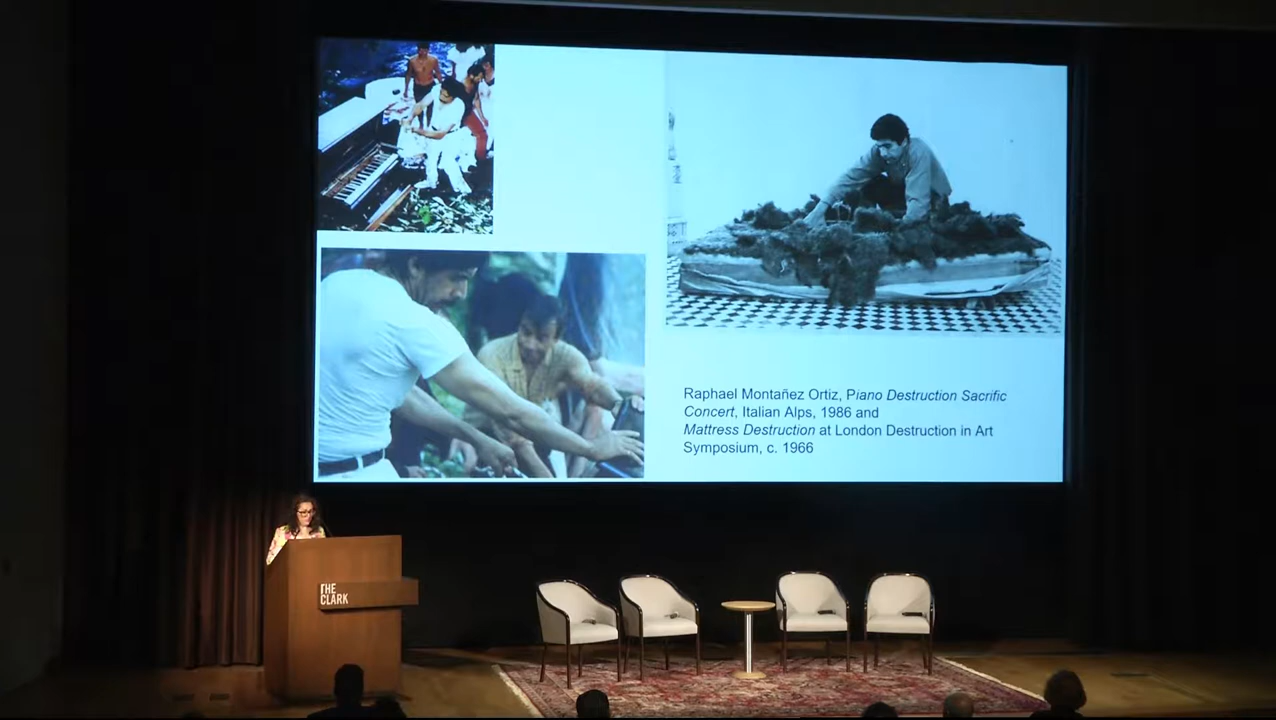 Raphael Montañez Ortiz, Piano Destruction Sacrific
Concert, Italian Alps, 1986 and
Mattress Destruction at London Destruction in Art
Symposium, c. 1966
THE
CLARK